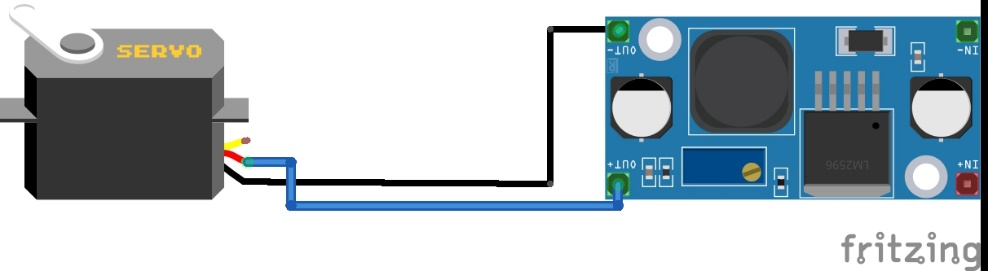 SERVO
OUT-
IN-
LM2596
OUT+
IN+
fritzing